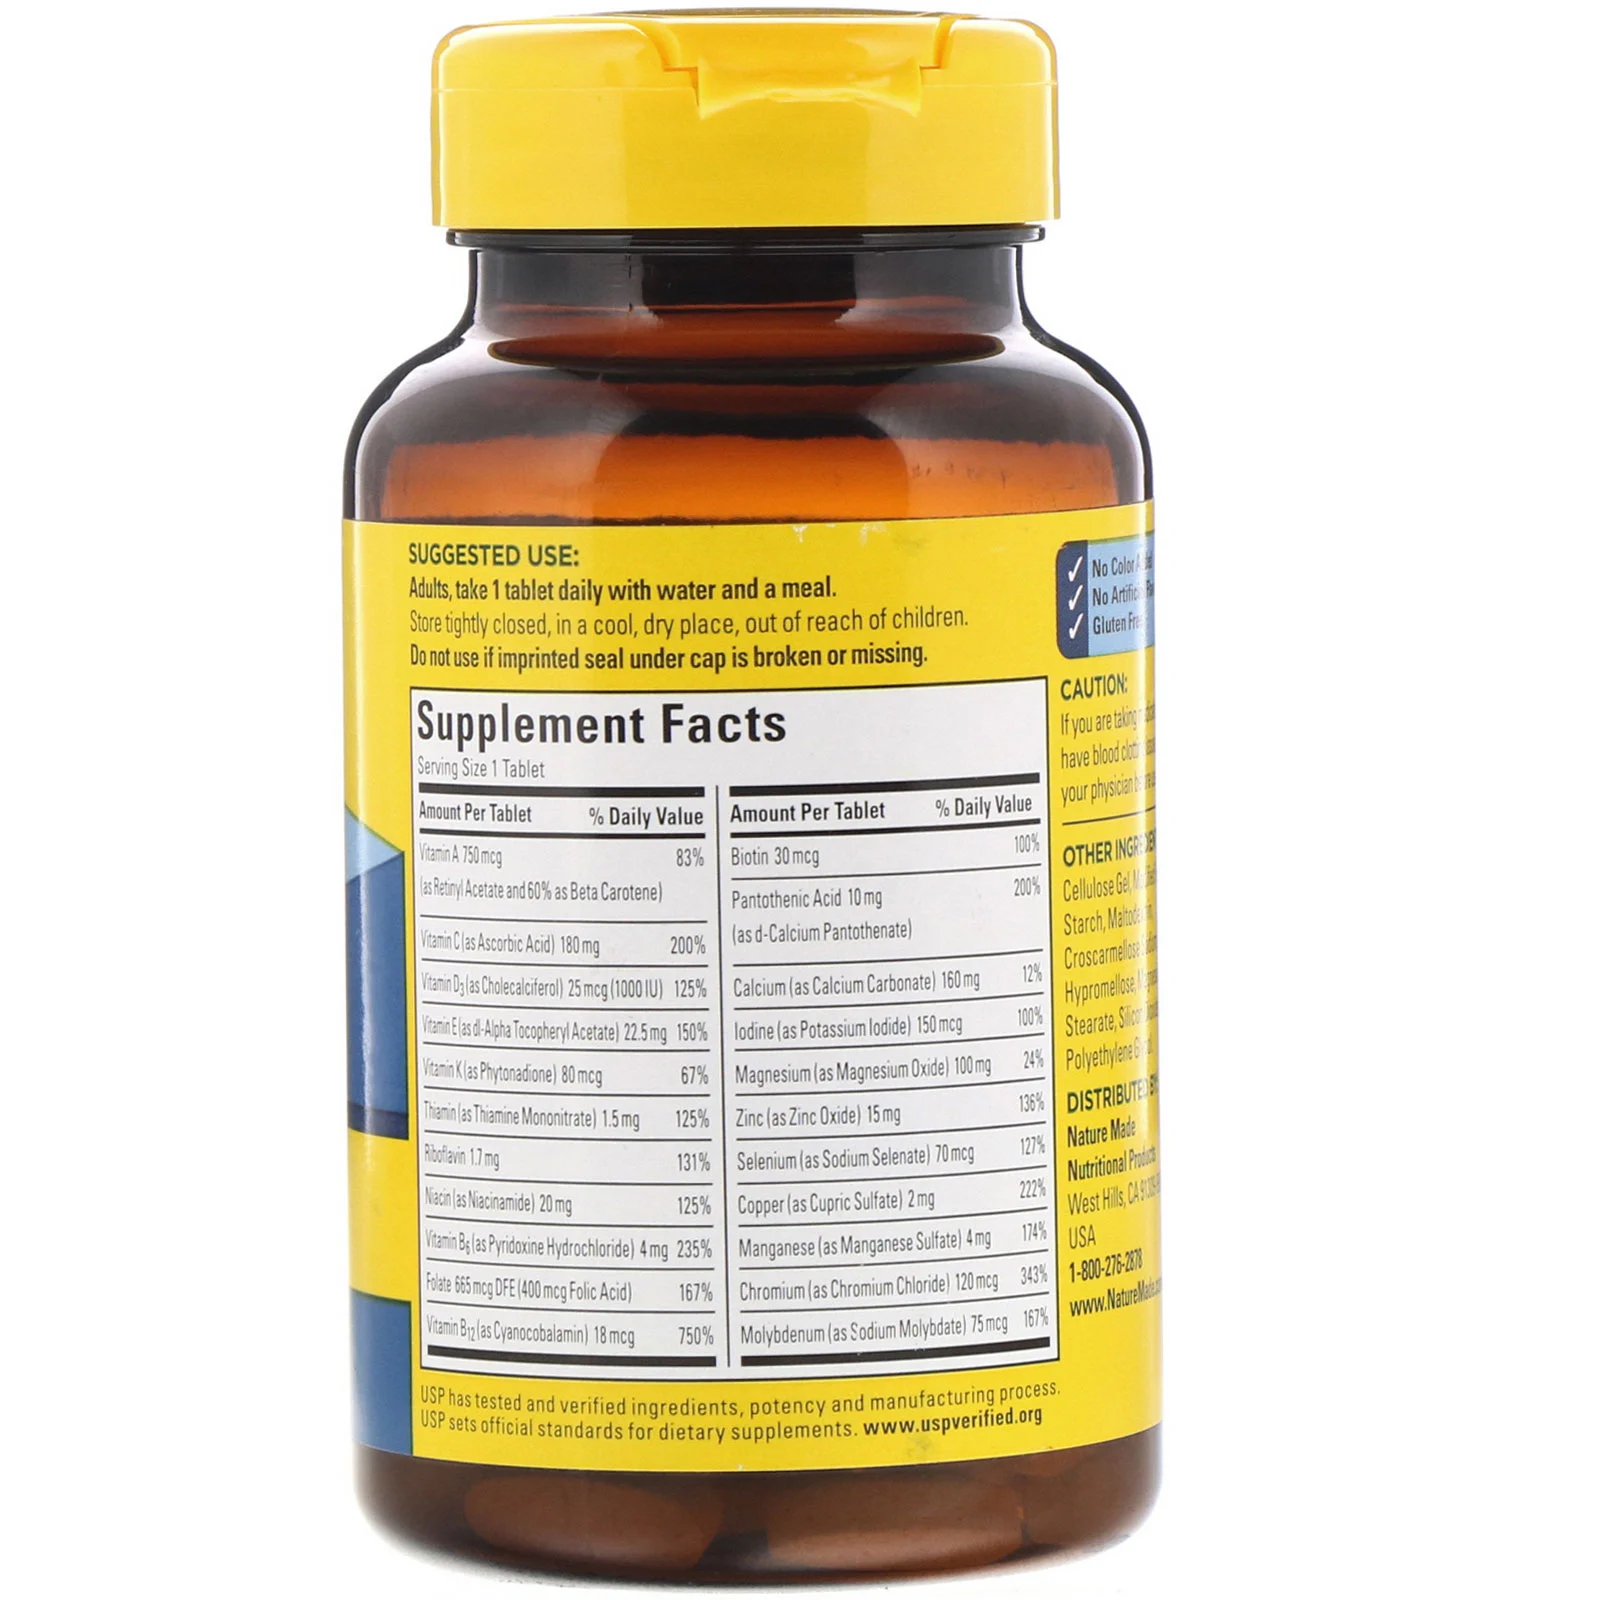 SUGGESTED USE:
Adults, take 1 tablet daily with water and a meal.
Store tightly closed, in a cool, dry place, out of reach of children.
Do not use if imprinted seal under cap is broken or missing.
Supplement Facts
Serving Size 1 Tablet
Amount Per Tablet % Daily Value
Vitamin A 750 mcg 83%
(as Retinyl Acetate and 60% as Beta Carotene)
Vitamin C (as Ascorbic Acid) 180 mg 200%
Vitamin D3 (as Cholecalciferol) 25 mcg (1000 IU) 125%
Vitamin E (as dl-Alpha Tocopheryl Acetate) 22.5 mg 150%
Vitamin K (as Phytonadione) 80 mcg 67%
Thiamin (as Thiamine Mononitrate) 1.5 mg 125%
Riboflavin 1.7 mg 131%
Niacin (as Niacinamide) 20 mg 125%
Vitamin B6 (as Pyridoxine Hydrochloride) 4 mg 235%
Folate 665 mcg DFE (400 mcg Folic Acid) 167%
Vitamin B12 (as Cyanocobalamin) 18 mcg 750%
Amount Per Tablet % Daily Value
Biotin 30 mcg 100%
Pantothenic Acid 10 mg 200%
(as d-Calcium Pantothenate)
Calcium (as Calcium Carbonate) 160 mg 12%
Iodine (as Potassium Iodide) 150 mcg 100%
Magnesium (as Magnesium Oxide) 100 mg 24%
Zinc (as Zinc Oxide) 15 mg 136%
Selenium (as Sodium Selenate) 70 mcg 127%
Copper (as Cupric Sulfate) 2 mg 222%
Manganese (as Manganese Sulfate) 4 mg 174%
Chromium (as Chromium Chloride) 120 mcg 343%
Molybdenum (as Sodium Molybdate) 75 mcg 167%
USP has tested and verified ingredients, potency and manufacturing process.
USP sets official standards for dietary supplements. www.uspverified.org
No Color
No
Gluten
CAUTION:
If you are taking
have blood
your physician
OTHER
Cellulose Gel,
Starch,
Croscarmellose
Hypromellose,
Stearate,
Polyethylene
DISTRIBUTED
Nature Made
Nutritional Products
West Hills, CA
USA
1-800-276-2878